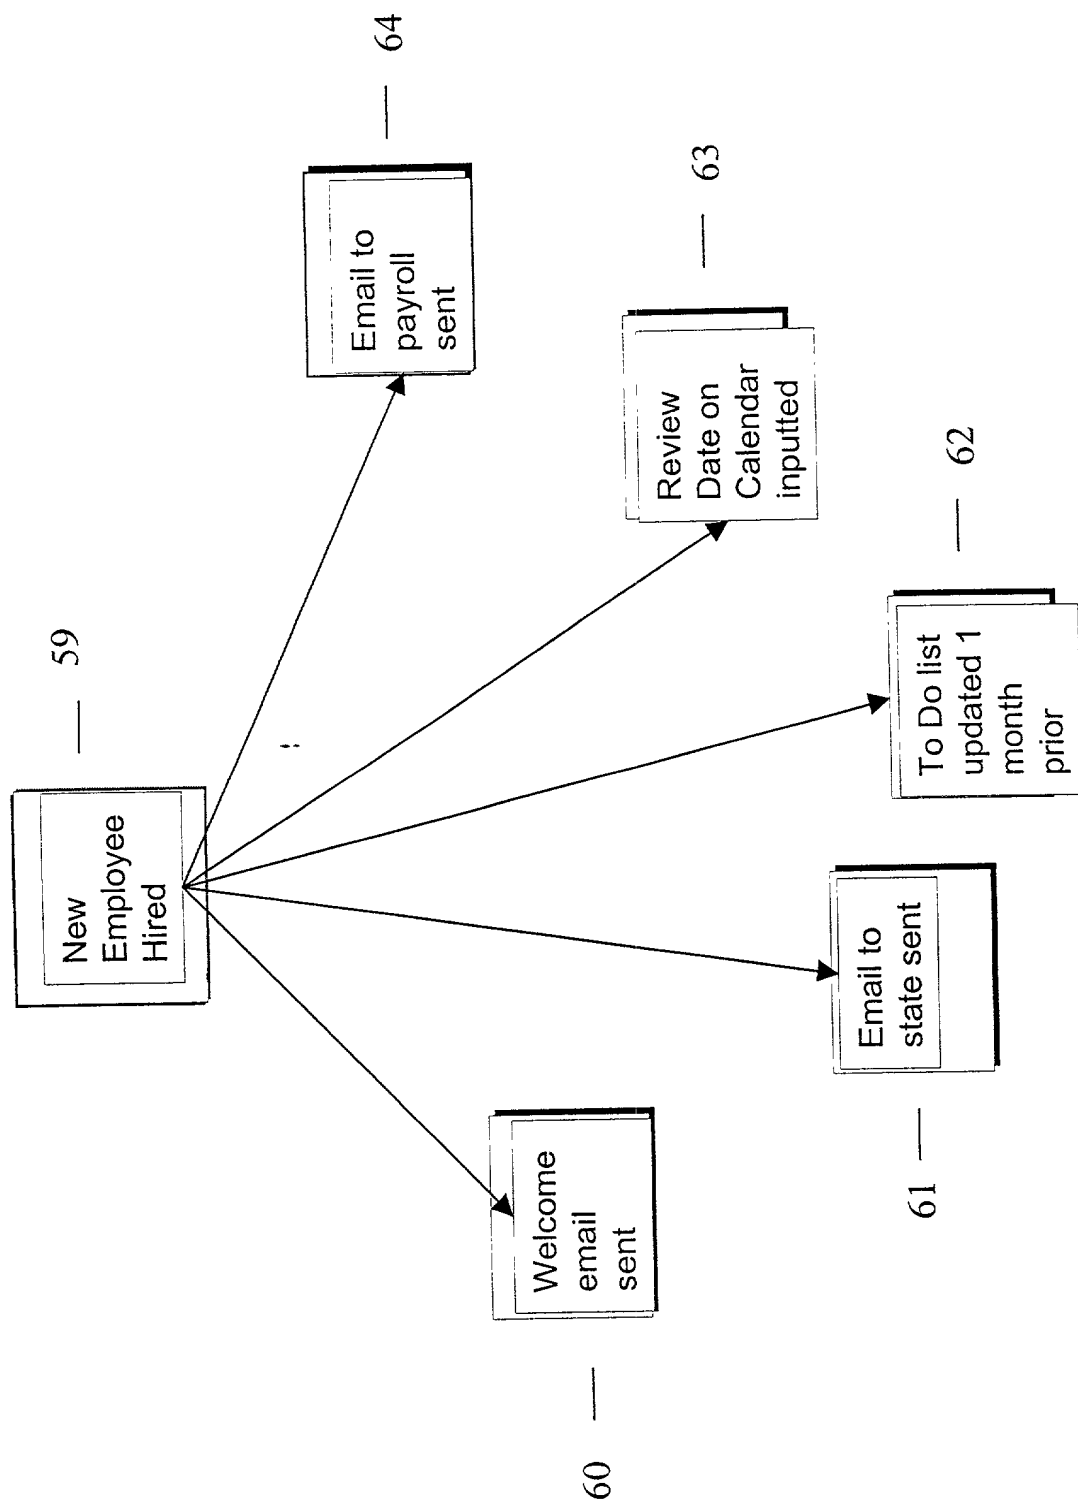 New
Employee
Hired
59
Welcome
email
sent
60
Email to
state sent
61
To Do list
updated 1
month
prior
62
Review
Date on
Calendar
inputted
63
Email to
payroll
sent
64